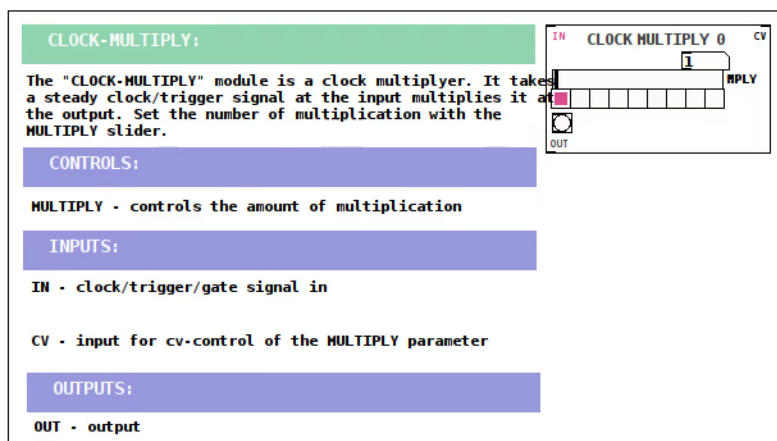 CLOCK-MULTIPLY:
The "CLOCK-MULTIPLY" module is a clock multiplyer. It takes
a steady clock/trigger signal at the input multiplies it at
the output. Set the number of multiplication with the
MULTIPLY slider.
CONTROLS:
MULTIPLY - controls the amount of multiplication
INPUTS:
IN - clock/trigger/gate signal in
CV - input for cv-control of the MULTIPLY parameter
OUTPUTS:
OUT - output
IN CLOCK MULTIPLY 0 CV
1
MPLY
OUT